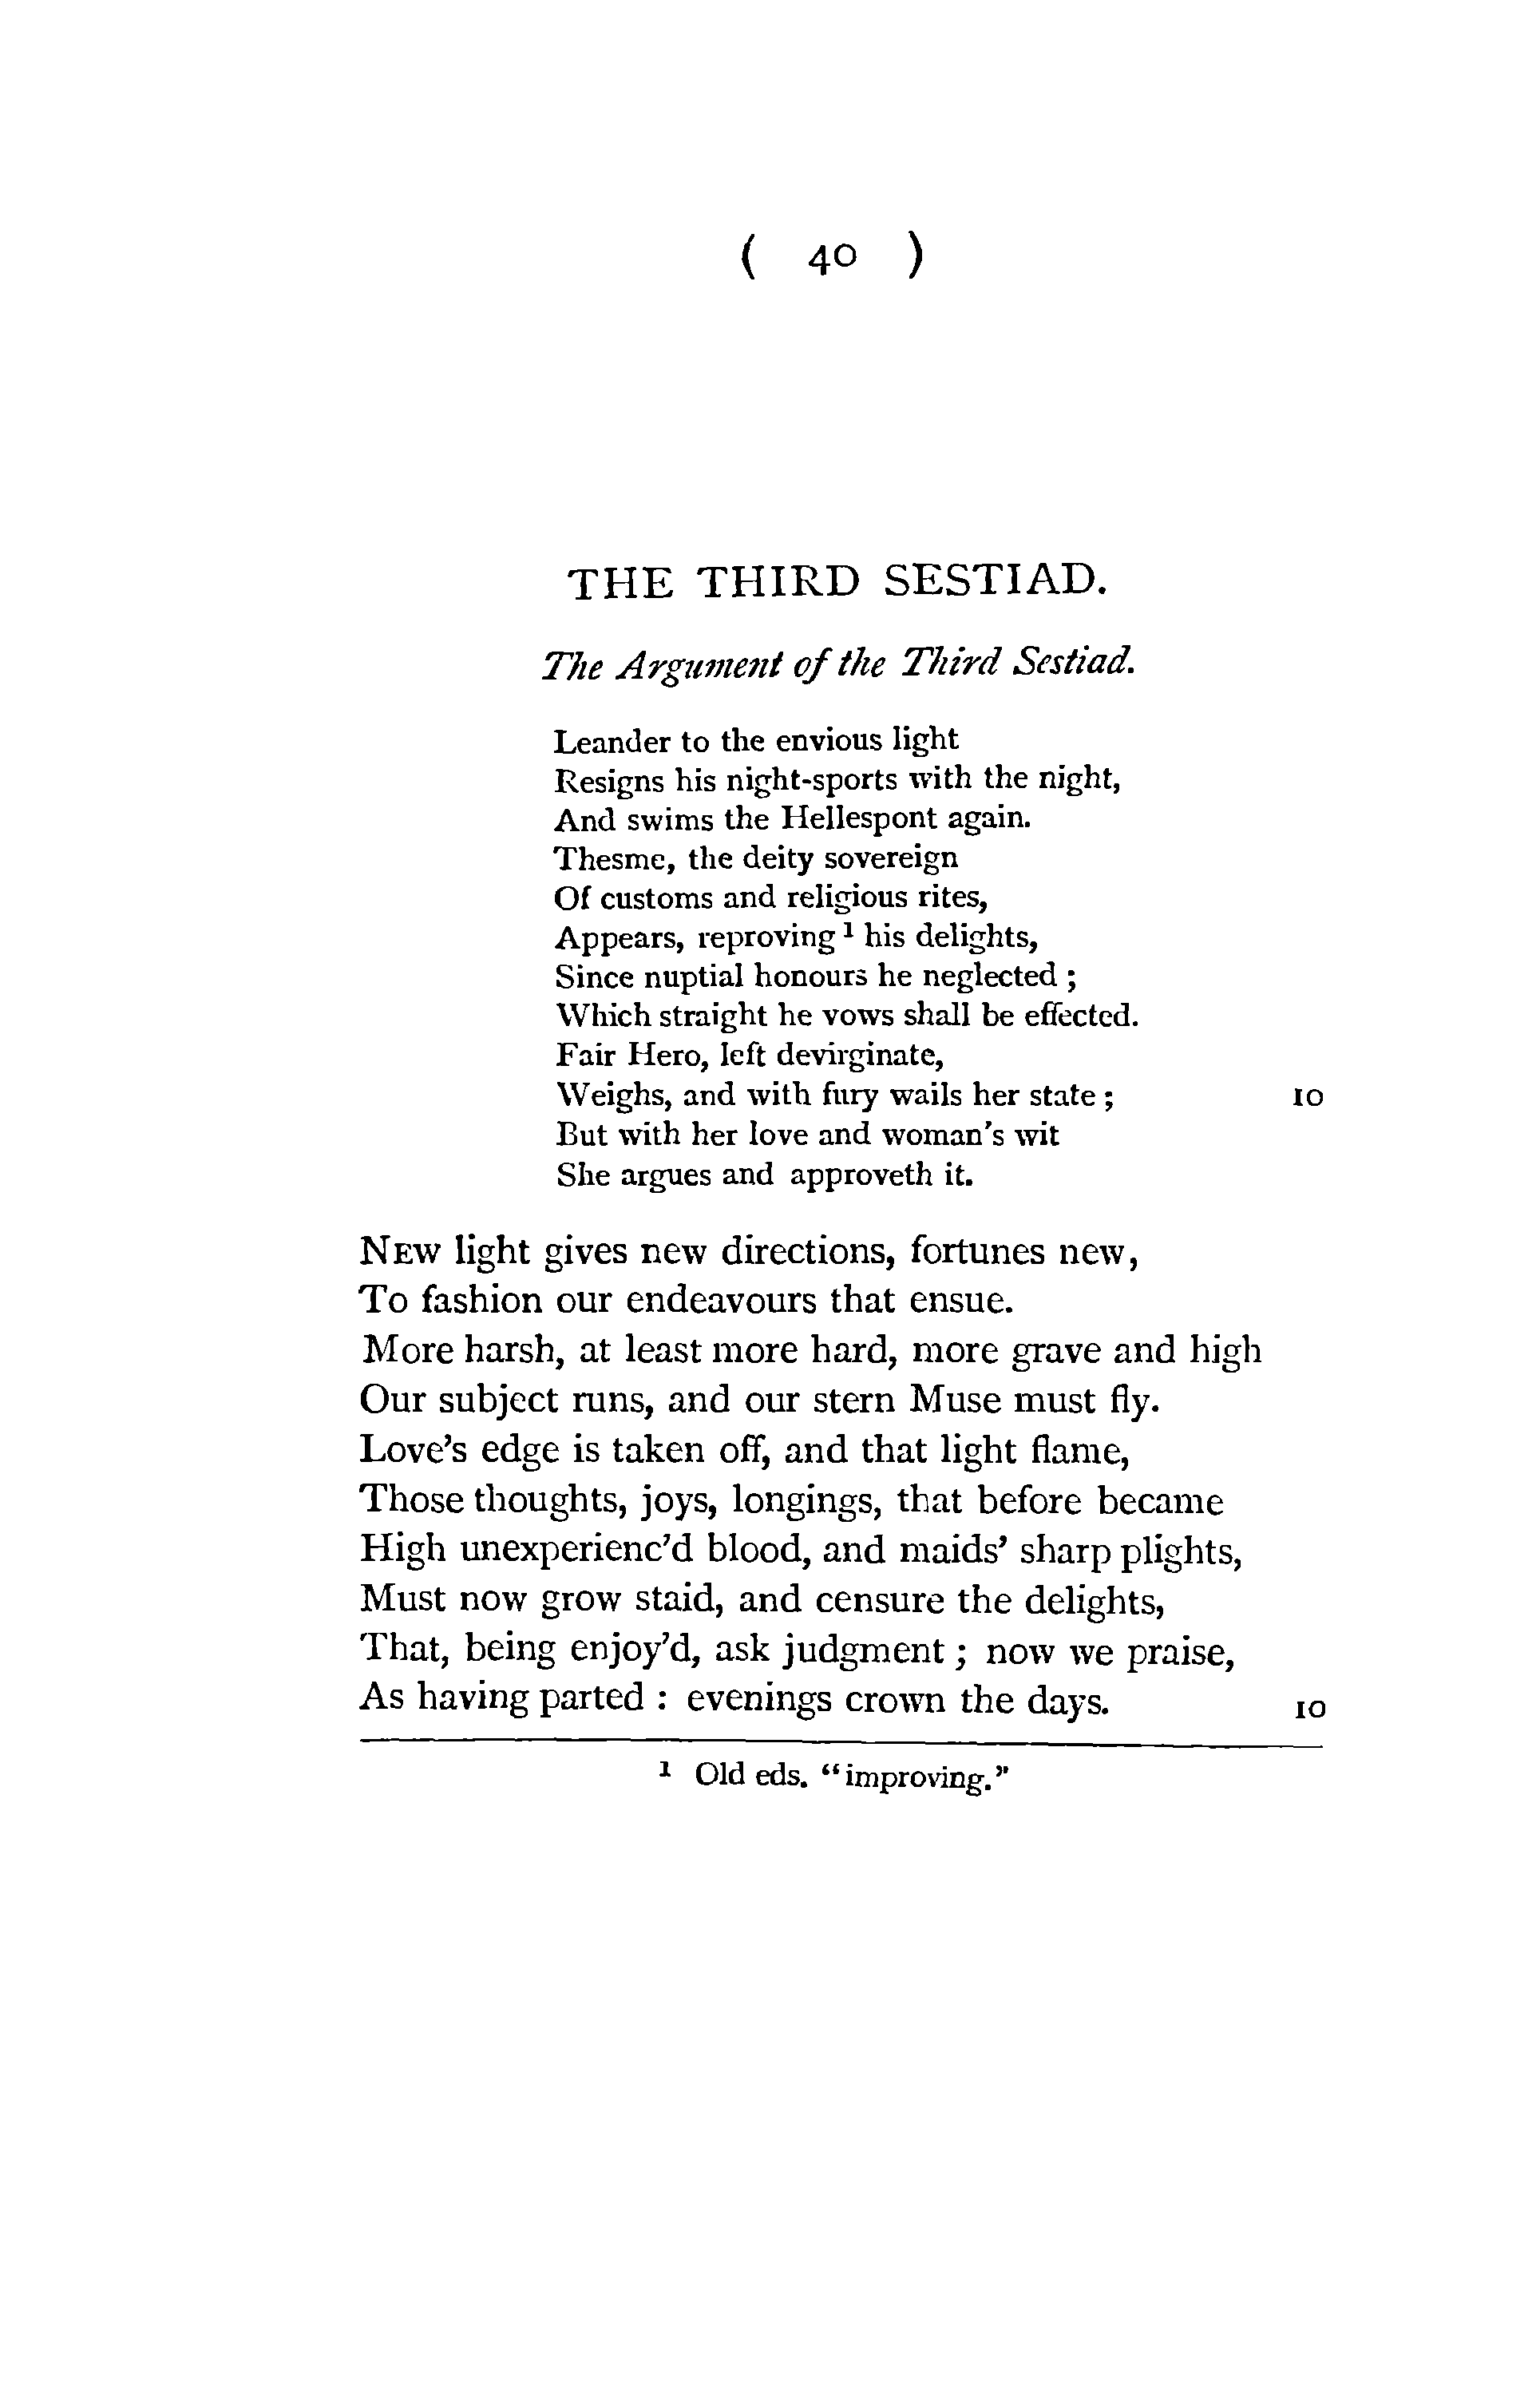 ( 40 )
THE THIRD SESTIAD.
The Argument of the Third Sestiad.
Leander to the envious light
Resigns his night-sports with the night,
And swims the Hellespont again.
Thesme, the deity sovereign
Of customs and religious rites,
Appears, reproving ¹ his delights,
Since nuptial honours he neglected ;
Which straight he vows shall be effected.
Fair Hero, left devirginate,
Weighs, and with fury wails her state ; 10
But with her love and woman's wit
She argues and approveth it.
NEW light gives new directions, fortunes new,
To fashion our endeavours that ensue.
More harsh, at least more hard, more grave and high
Our subject runs, and our stern Muse must fly.
Love's edge is taken off, and that light flame,
Those thoughts, joys, longings, that before became
High unexperienc'd blood, and maids' sharp plights,
Must now grow staid, and censure the delights,
That, being enjoy'd, ask judgment ; now we praise,
As having parted : evenings crown the days. 10
¹ Old eds. "improving."